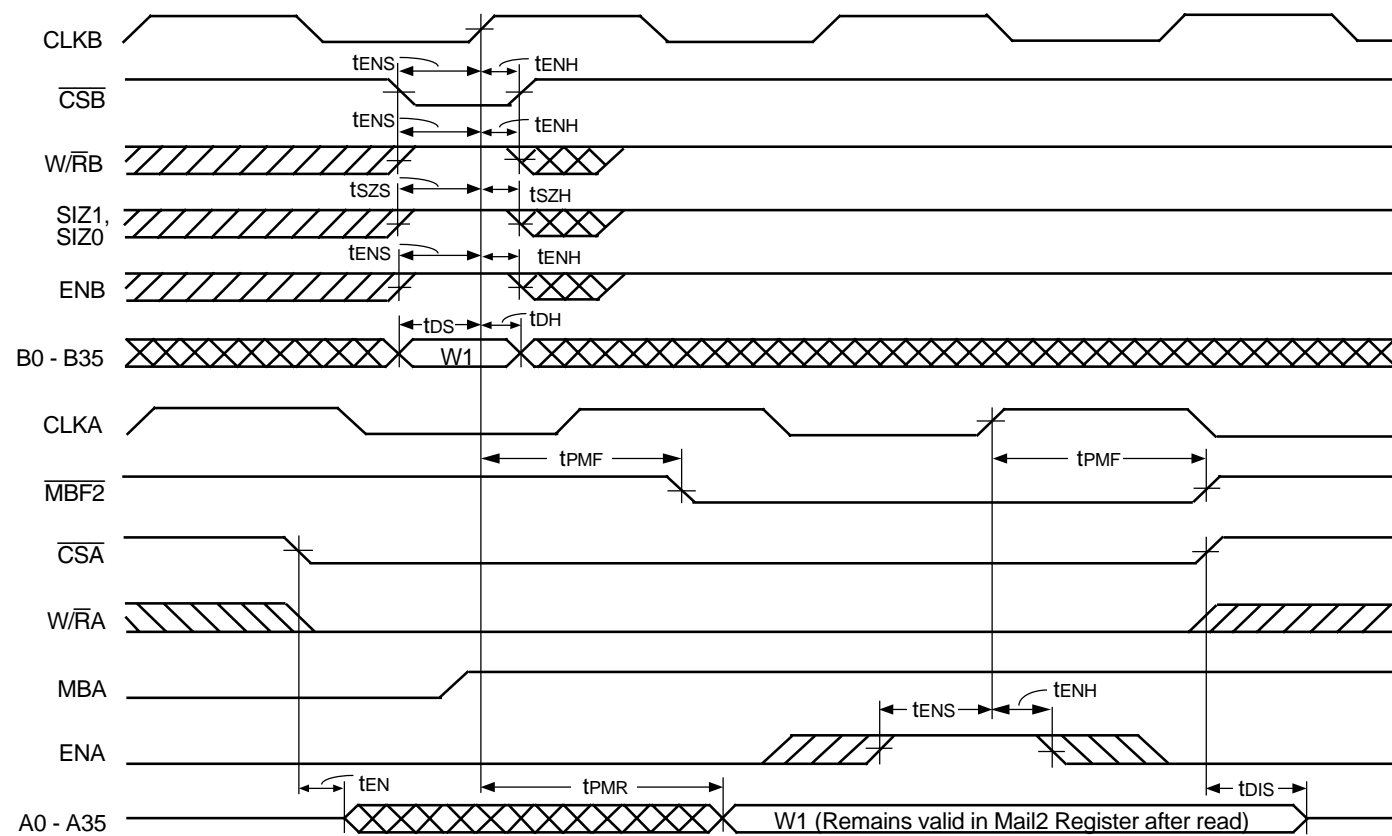 CLKB
tENS tENH
CSB
tENS tENH
W/RB
tSZS tSZH
SIZ1,
SIZ0
tENS tENH
ENB
tDS tDH
B0 - B35 W1
CLKA
tPMF tPMF
MBF2
CSA
W/RA
MBA
tENS tENH
ENA
tEN tPMR tDIS
A0 - A35 W1 (Remains valid in Mail2 Register after read)